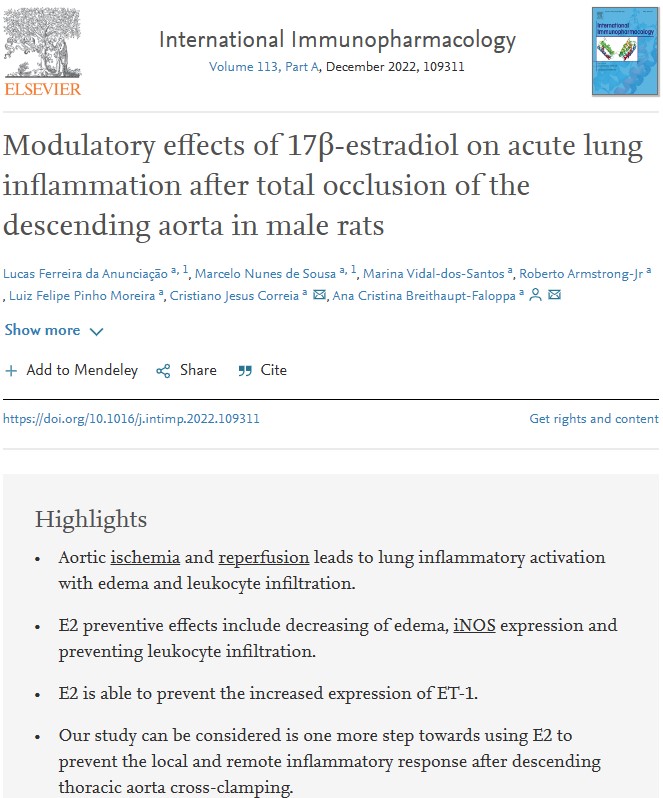 International Immunopharmacology
Volume 113, Part A, December 2022, 109311
ELSEVIER
International
Immunopharmacology
Modulatory effects of 17β-estradiol on acute lung
inflammation after total occlusion of the
descending aorta in male rats
Lucas Ferreira da Anunciação a, 1, Marcelo Nunes de Sousa a, 1, Marina Vidal-dos-Santos a, Roberto Armstrong-Jr a
, Luiz Felipe Pinho Moreira a, Cristiano Jesus Correia a, Ana Cristina Breithaupt-Faloppa a
Show more
Add to Mendeley Share Cite
https://doi.org/10.1016/j.intimp.2022.109311 Get rights and content
Highlights
• Aortic ischemia and reperfusion leads to lung inflammatory activation
with edema and leukocyte infiltration.
• E2 preventive effects include decreasing of edema, iNOS expression and
preventing leukocyte infiltration.
• E2 is able to prevent the increased expression of ET-1.
• Our study can be considered is one more step towards using E2 to
prevent the local and remote inflammatory response after descending
thoracic aorta cross-clamping.